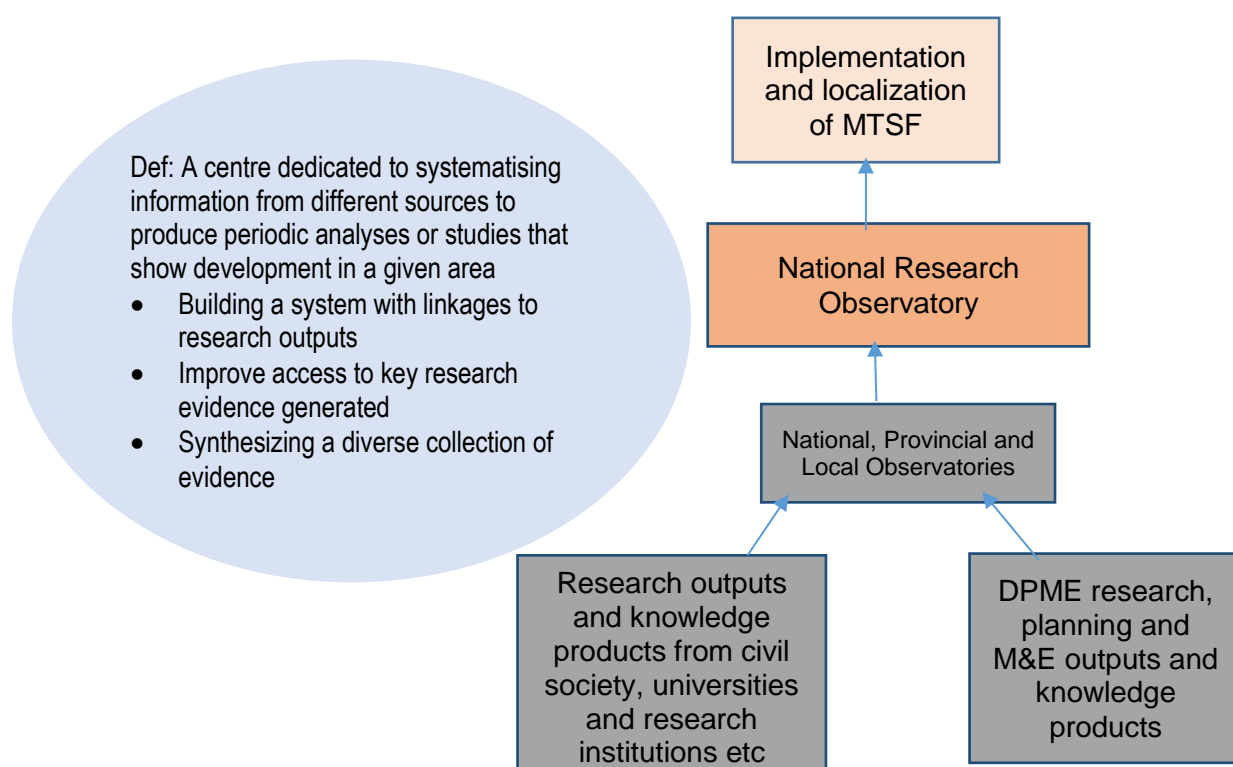 Implementation
and localization
of MTSF
Def: A centre dedicated to systematising
information from different sources to
produce periodic analyses or studies that
show development in a given area
• Building a system with linkages to
research outputs
• Improve access to key research
evidence generated
• Synthesizing a diverse collection of
evidence
National Research
Observatory
National, Provincial and
Local Observatories
Research outputs
and knowledge
products from civil
society, universities
and research
institutions etc
DPME research,
planning and
M&E outputs and
knowledge
products